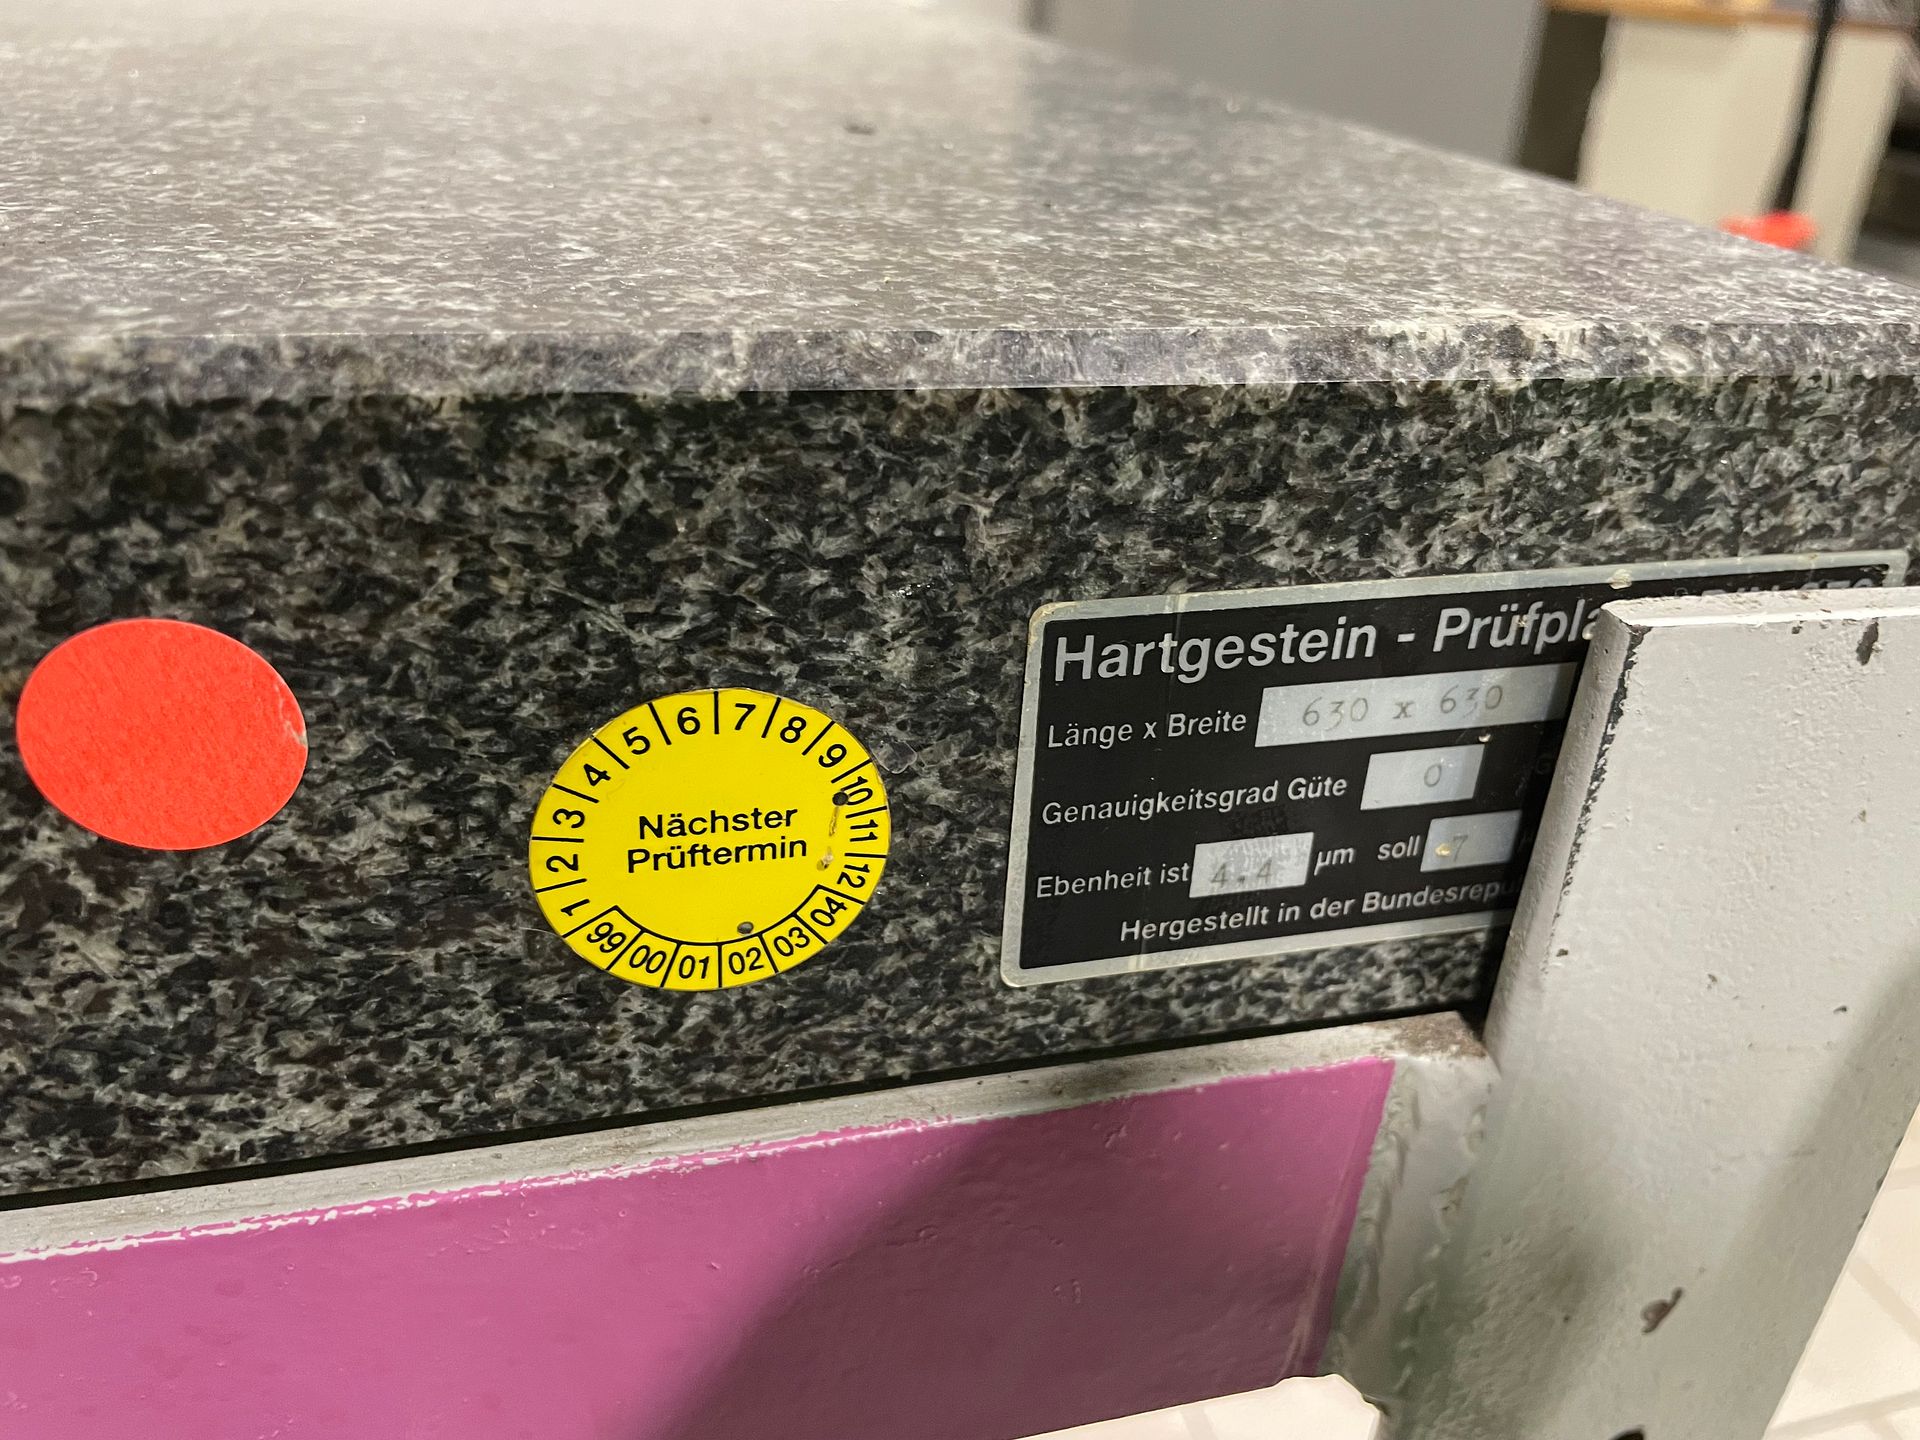 Hartgestein - Prüfpla
Länge x Breite 630 x 630
Genauigkeitsgrad Güte 0
Ebenheit ist 4.4 µm soll 7
Hergestellt in der Bundesrepu
1 2 3 4 5 6 7 8 9 10 11 12
Nächster
Prüftermin
99 00 01 02 03 04